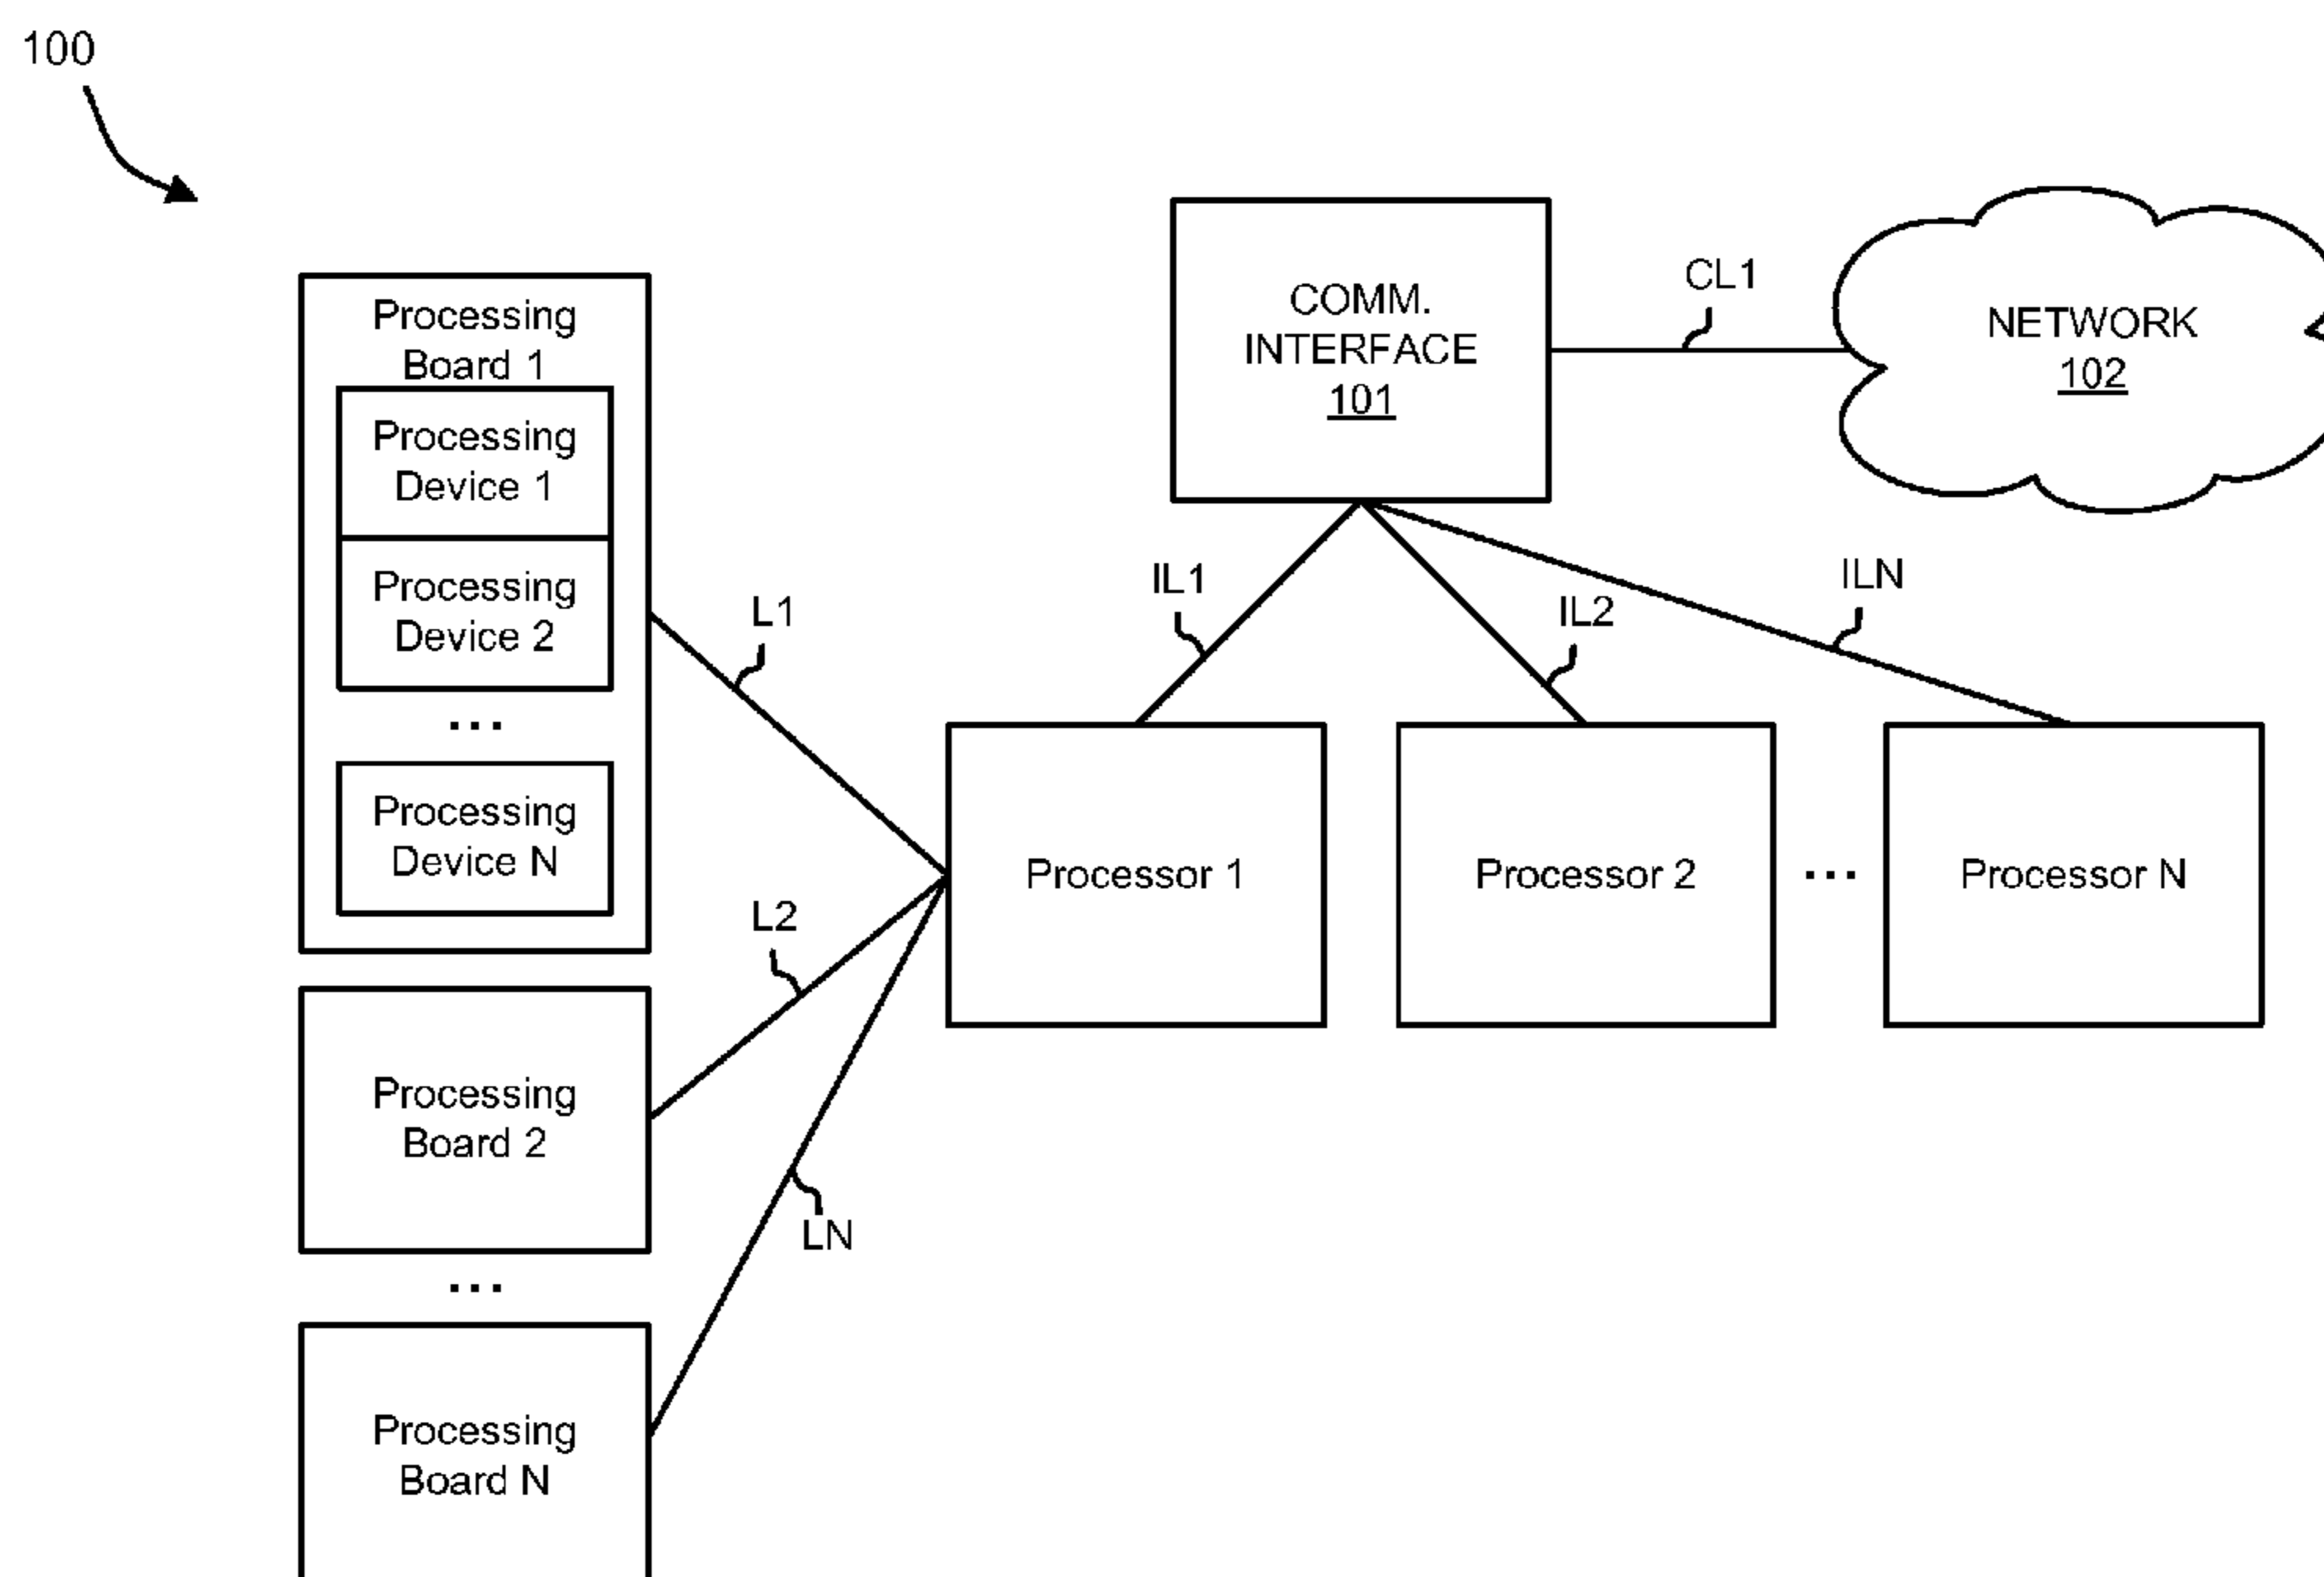 100
Processing
Board 1
Processing
Device 1
Processing
Device 2
...
Processing
Device N
Processing
Board 2
...
Processing
Board N
L1
L2
LN
COMM.
INTERFACE
101
CL1
NETWORK
102
IL1
IL2
ILN
Processor 1
Processor 2
...
Processor N